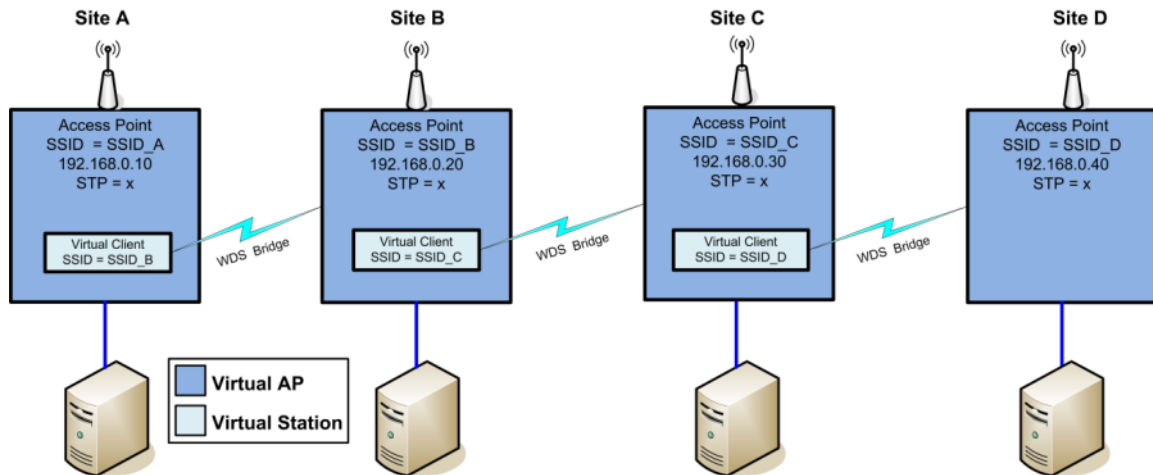 Site A
Site B
Site C
Site D
Access Point
SSID = SSID_A
192.168.0.10
STP = x
Virtual Client
SSID = SSID_B
WDS Bridge
Access Point
SSID = SSID_B
192.168.0.20
STP = x
Virtual Client
SSID = SSID_C
WDS Bridge
Access Point
SSID = SSID_C
192.168.0.30
STP = x
Virtual Client
SSID = SSID_D
WDS Bridge
Access Point
SSID = SSID_D
192.168.0.40
STP = x
Virtual AP
Virtual Station